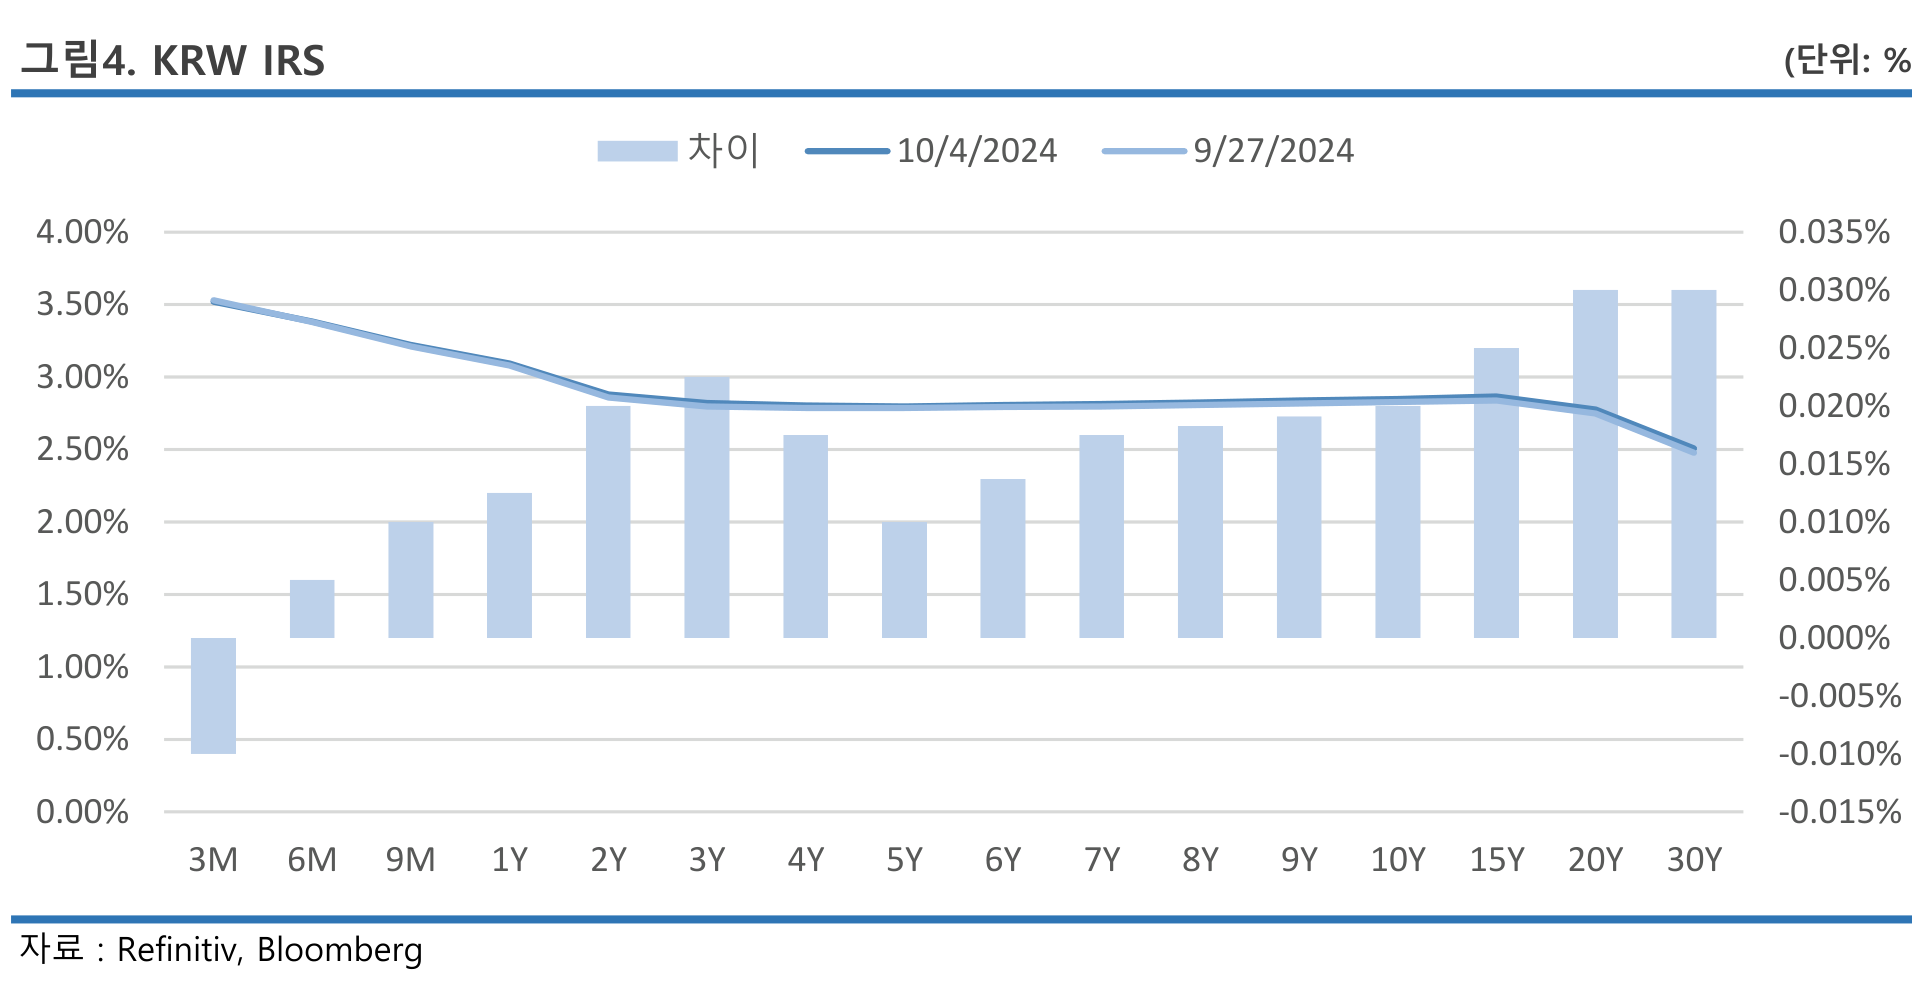 그림4. KRW IRS (단위: %
차이 10/4/2024 9/27/2024
4.00% 0.035%
3.50% 0.030%
3.00% 0.025%
2.50% 0.020%
2.00% 0.015%
1.50% 0.010%
1.00% 0.005%
0.50% 0.000%
0.00% -0.005%
-0.010%
-0.015%
3M 6M 9M 1Y 2Y 3Y 4Y 5Y 6Y 7Y 8Y 9Y 10Y 15Y 20Y 30Y
자료 : Refinitiv, Bloomberg